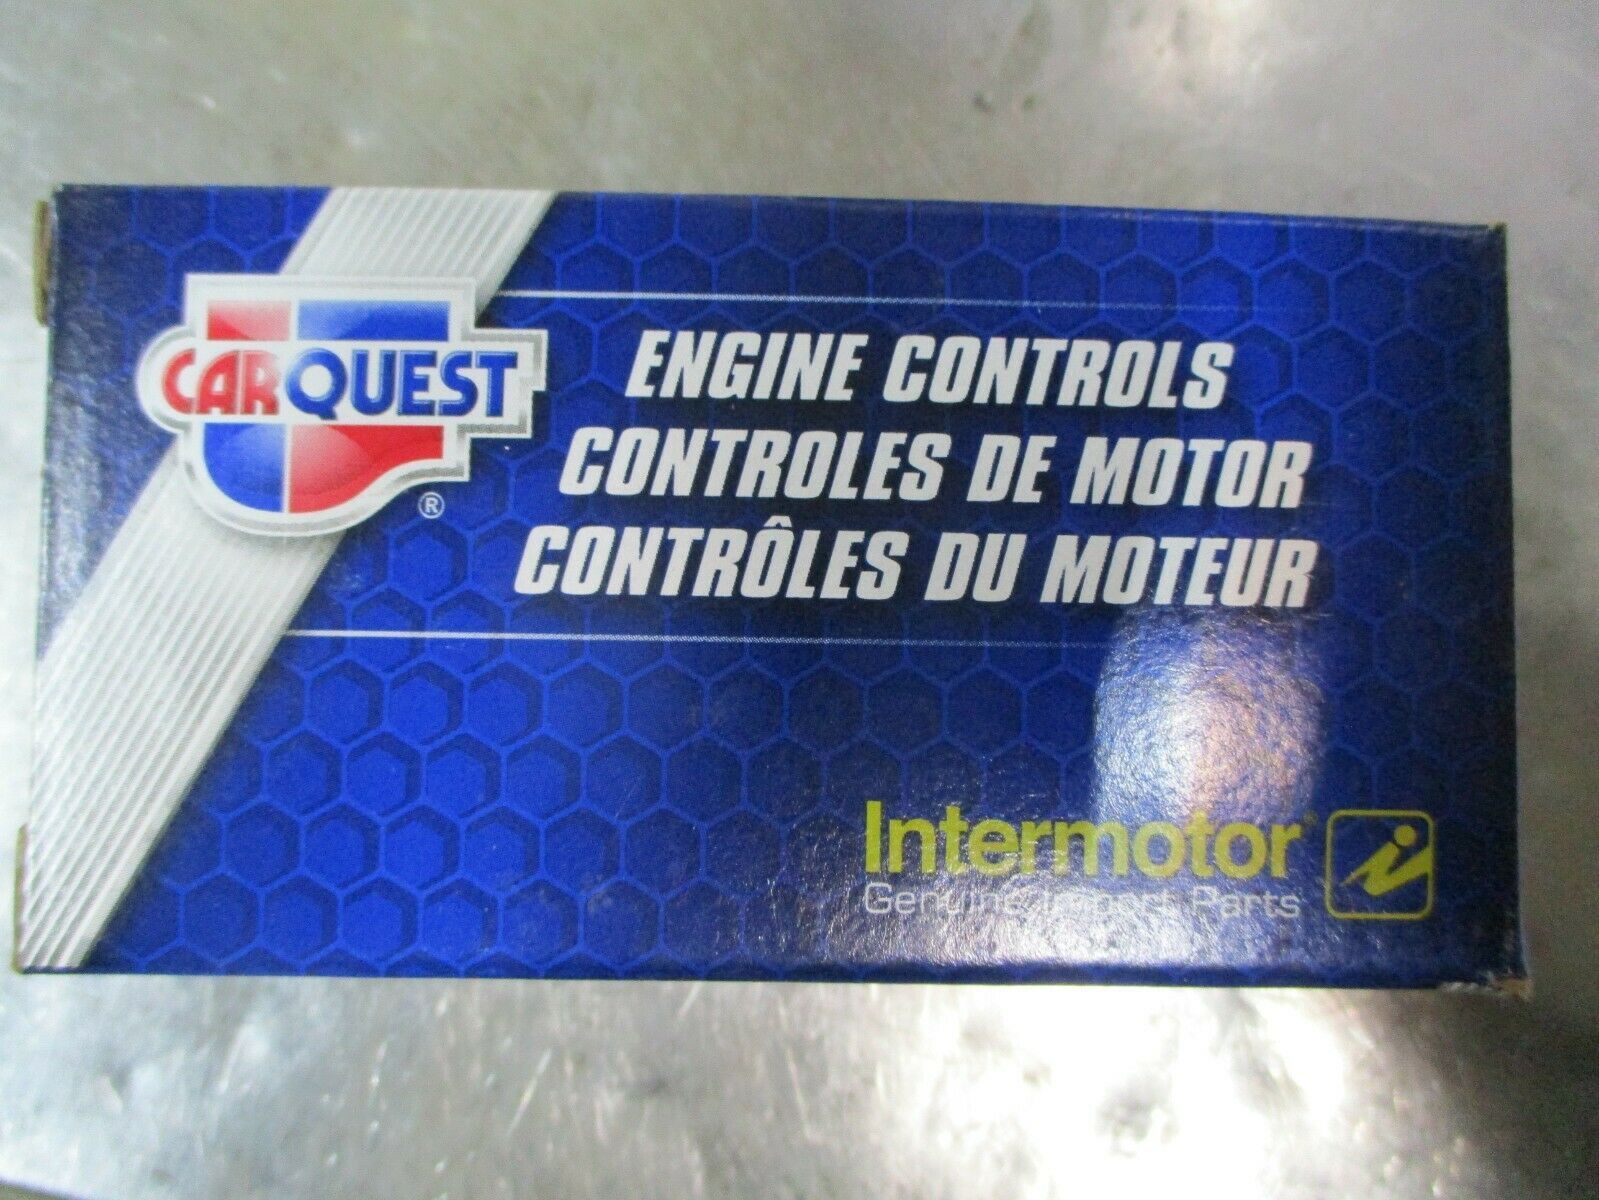 CARQUEST
®
ENGINE CONTROLS
CONTROLES DE MOTOR
CONTRÔLES DU MOTEUR
Intermotor®
Genuine Import Parts